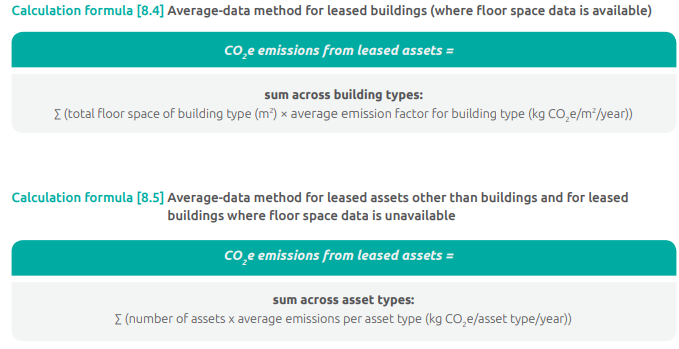 Calculation formula [8.4] Average-data method for leased buildings (where floor space data is available)
CO₂e emissions from leased assets =
sum across building types:
∑ (total floor space of building type (m²) × average emission factor for building type (kg CO₂e/m²/year))
Calculation formula [8.5] Average-data method for leased assets other than buildings and for leased
buildings where floor space data is unavailable
CO₂e emissions from leased assets =
sum across asset types:
∑ (number of assets x average emissions per asset type (kg CO₂e/asset type/year))